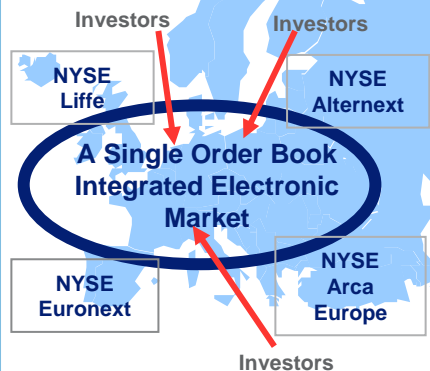 Investors
Investors
NYSE
Liffe
NYSE
Alternext
A Single Order Book
Integrated Electronic
Market
NYSE
Euronext
NYSE
Arca
Europe
Investors